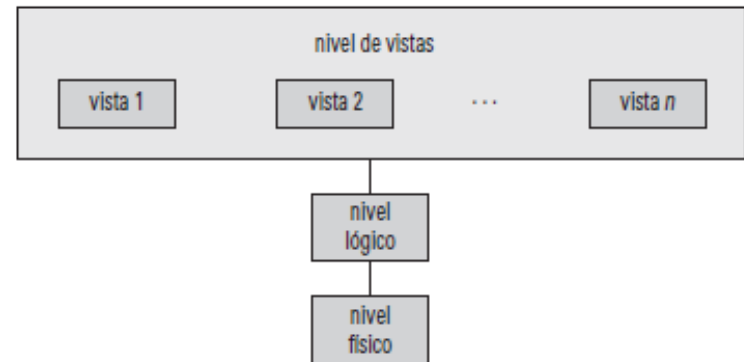 nivel de vistas
vista 1
vista 2
...
vista n
nivel
lógico
nivel
físico